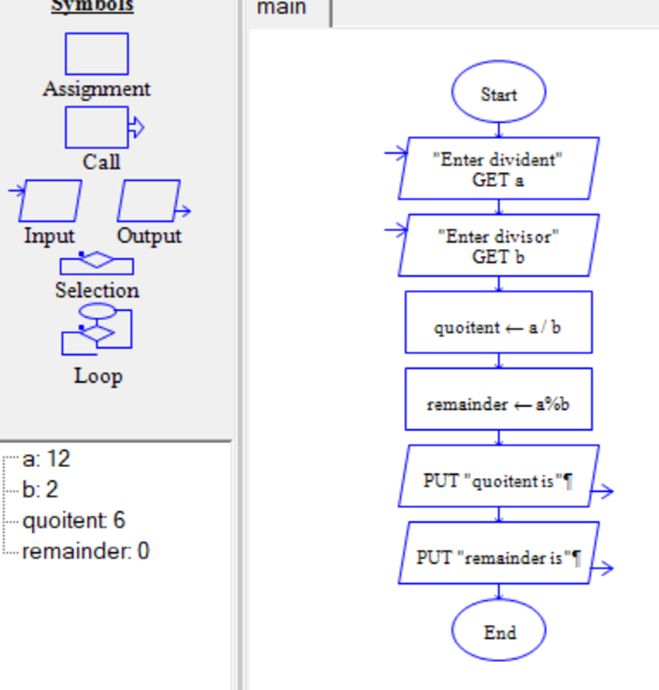 Symbols
Assignment
Call
Input
Output
Selection
Loop
a: 12
b: 2
quoitent: 6
remainder: 0
main
Start
"Enter divident"
GET a
"Enter divisor"
GET b
quoitent ← a / b
remainder ← a%b
PUT "quoitent is"¶
PUT "remainder is"¶
End